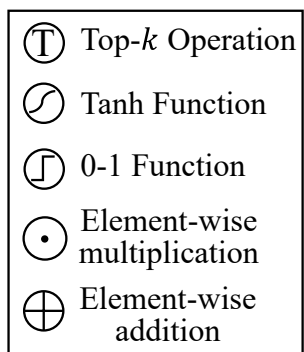 T Top-k Operation
Tanh Function
0-1 Function
Element-wise
multiplication
Element-wise
addition